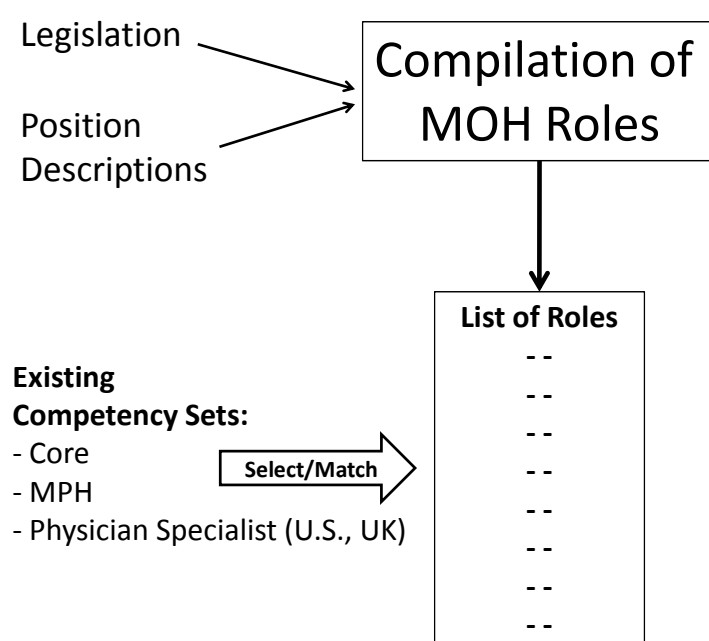 Legislation
Compilation of
MOH Roles
Position
Descriptions
List of Roles
- -
- -
- -
- -
- -
- -
- -
- -
Existing
Competency Sets:
- Core
- MPH
- Physician Specialist (U.S., UK)
Select/Match